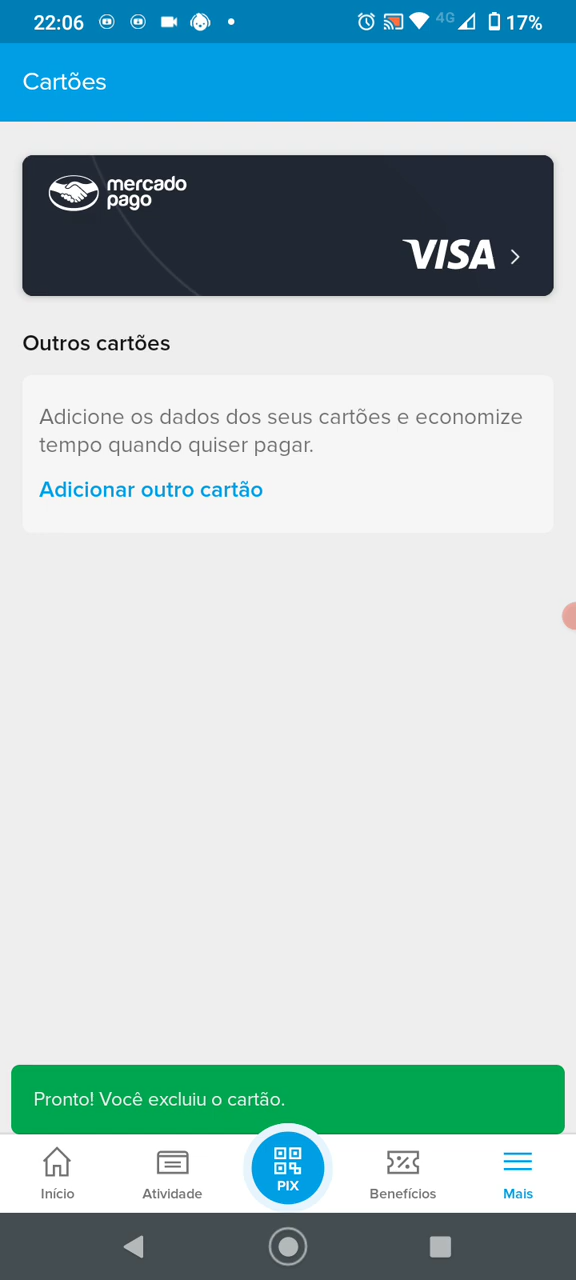 22:06
4G
17%
Cartões
mercado
pago
VISA
Outros cartões
Adicione os dados dos seus cartões e economize
tempo quando quiser pagar.
Adicionar outro cartão
Pronto! Você excluiu o cartão.
Início
Atividade
PIX
Benefícios
Mais